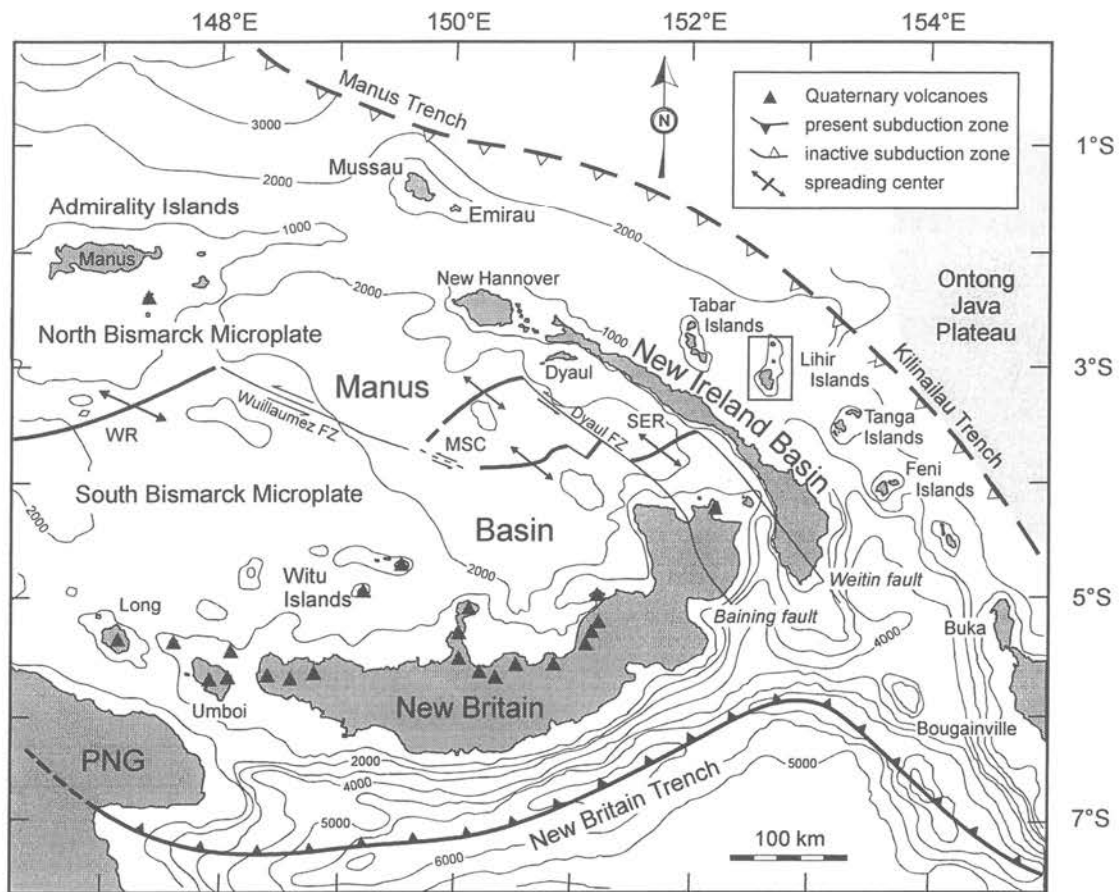 148°E
150°E
152°E
154°E
Manus Trench
N
Quaternary volcanoes
present subduction zone
inactive subduction zone
spreading center
1°S
3000
2000
Mussau
Emirau
2000
Admirality Islands
1000
Manus
2000
New Hannover
1000
Tabar
Islands
Ontong
Java
Plateau
North Bismarck Microplate
Dyaul
New Ireland Basin
Lihir
Islands
3°S
Kilinailau Trench
Manus
Wuillaumez FZ
Dyaul FZ
SER
Tanga
Islands
WR
MSC
Feni
Islands
South Bismarck Microplate
2000
Basin
2000
Witu
Islands
Long
Weitin fault
Baining fault
5°S
4000
Buka
Umboi
New Britain
Bougainville
PNG
2000
4000
5000
6000
New Britain Trench
5000
7°S
100 km